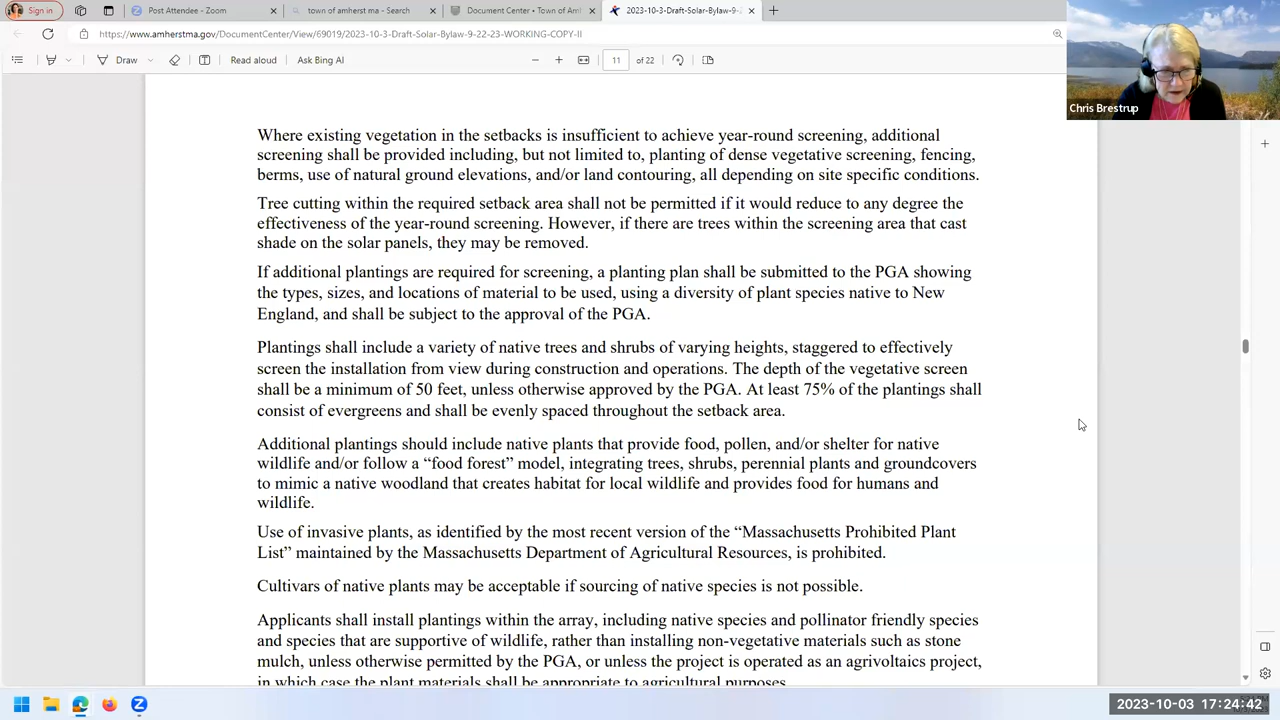 Sign in
Post Attendee - Zoom
town of amherst ma - Search
Document Center • Town of Am
2023-10-3-Draft-Solar-Bylaw-9-2
https://www.amherstma.gov/DocumentCenter/View/69019/2023-10-3-Draft-Solar-Bylaw-9-22-23-WORKING-COPY-II
Draw
Read aloud
Ask Bing AI
11 of 22
Chris Brestrup
Where existing vegetation in the setbacks is insufficient to achieve year-round screening, additional
screening shall be provided including, but not limited to, planting of dense vegetative screening, fencing,
berms, use of natural ground elevations, and/or land contouring, all depending on site specific conditions.
Tree cutting within the required setback area shall not be permitted if it would reduce to any degree the
effectiveness of the year-round screening. However, if there are trees within the screening area that cast
shade on the solar panels, they may be removed.
If additional plantings are required for screening, a planting plan shall be submitted to the PGA showing
the types, sizes, and locations of material to be used, using a diversity of plant species native to New
England, and shall be subject to the approval of the PGA.
Plantings shall include a variety of native trees and shrubs of varying heights, staggered to effectively
screen the installation from view during construction and operations. The depth of the vegetative screen
shall be a minimum of 50 feet, unless otherwise approved by the PGA. At least 75% of the plantings shall
consist of evergreens and shall be evenly spaced throughout the setback area.
Additional plantings should include native plants that provide food, pollen, and/or shelter for native
wildlife and/or follow a “food forest” model, integrating trees, shrubs, perennial plants and groundcovers
to mimic a native woodland that creates habitat for local wildlife and provides food for humans and
wildlife.
Use of invasive plants, as identified by the most recent version of the “Massachusetts Prohibited Plant
List” maintained by the Massachusetts Department of Agricultural Resources, is prohibited.
Cultivars of native plants may be acceptable if sourcing of native species is not possible.
Applicants shall install plantings within the array, including native species and pollinator friendly species
and species that are supportive of wildlife, rather than installing non-vegetative materials such as stone
mulch, unless otherwise permitted by the PGA, or unless the project is operated as an agrivoltaics project,
in which case the plant materials shall be appropriate to agricultural purposes.
2023-10-03 17:24:42